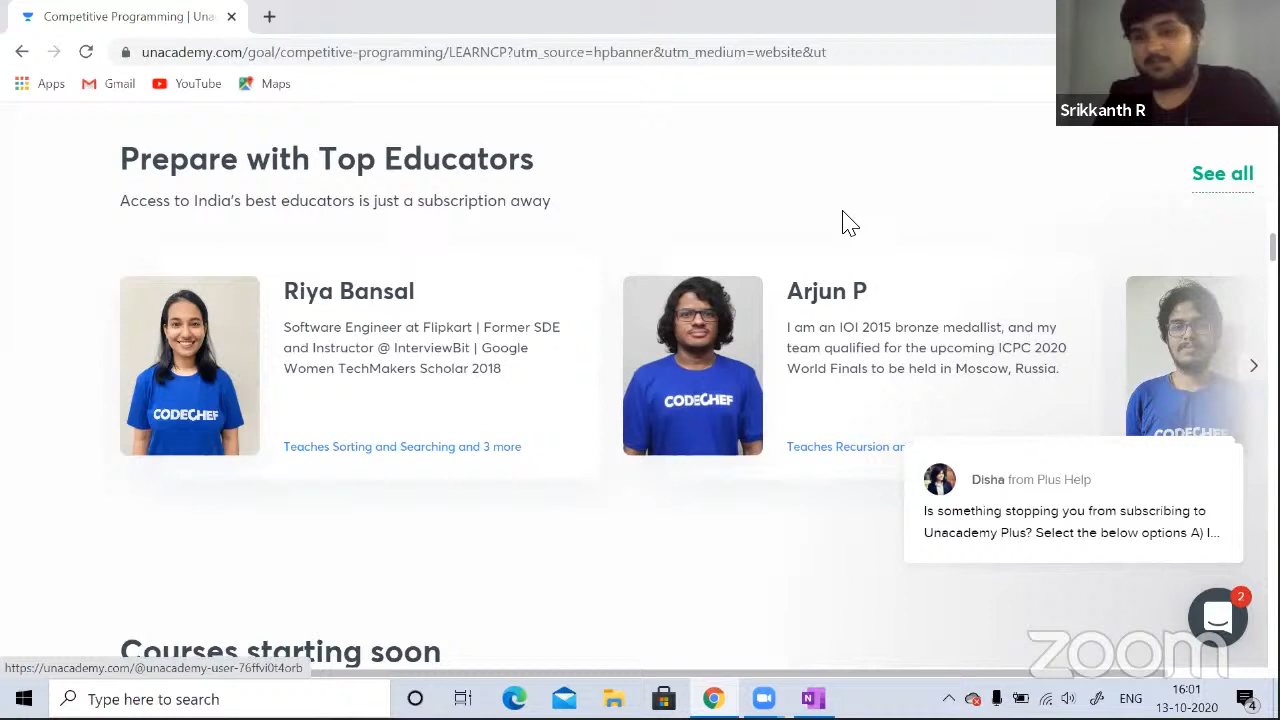 Competitive Programming | Una
unacademy.com/goal/competitive-programming/LEARNCP?utm_source=hpbanner&utm_medium=website&ut
Apps
Gmail
YouTube
Maps
Srikkanth R
Prepare with Top Educators
See all
Access to India's best educators is just a subscription away
Riya Bansal
Software Engineer at Flipkart | Former SDE
and Instructor @ InterviewBit | Google
Women TechMakers Scholar 2018
Teaches Sorting and Searching and 3 more
CODECHEF
Arjun P
I am an IOI 2015 bronze medallist, and my
team qualified for the upcoming ICPC 2020
World Finals to be held in Moscow, Russia.
Teaches Recursion an
CODECHEF
CODECHEF
Disha from Plus Help
Is something stopping you from subscribing to
Unacademy Plus? Select the below options A) I...
2
Courses starting soon
https://unacademy.com/@unacademy-user-76ffvi0t4orb
zoom
Type here to search
ENG
16:01
13-10-2020
4